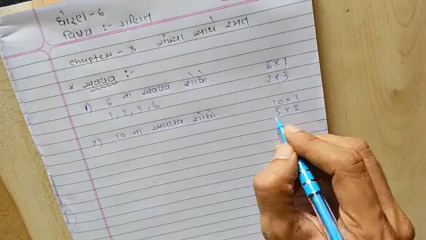 ધોરણ-6
વિષય :- ગણિત
chapter - 3 સંખ્યા સાથે રમત
* અવયવ :-
1) 6 ના અવયવ શોધો
6 × 1
1, 2, 3, 6
2 × 3
2) 10 ના અવયવ શોધો
10 × 1
5 × 2